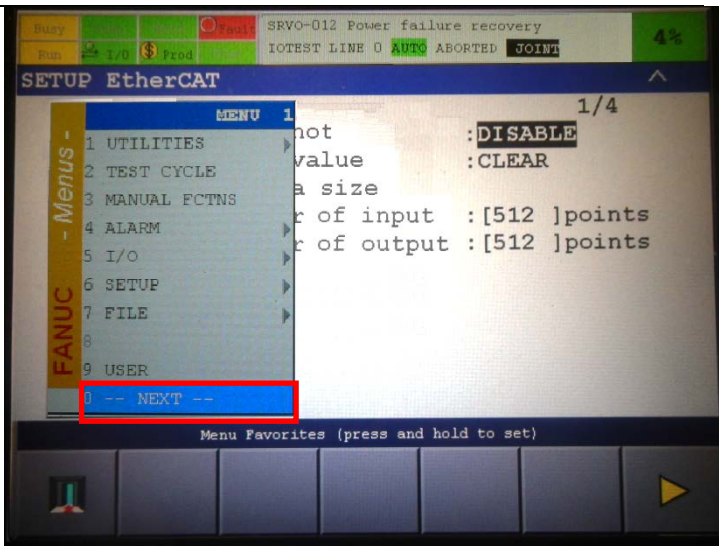 Busy
Fault
SRVO-012 Power failure recovery
Run I/O Prod
IOTEST LINE 0 AUTO ABORTED JOINT
4%
SETUP EtherCAT
1/4
MENU 1
1 UTILITIES
2 TEST CYCLE
3 MANUAL FCTNS
4 ALARM
5 I/O
6 SETUP
7 FILE
8
9 USER
0 -- NEXT --
FANUC - Menus -
not :DISABLE
value :CLEAR
a size
r of input :[512 ]points
r of output :[512 ]points
Menu Favorites (press and hold to set)